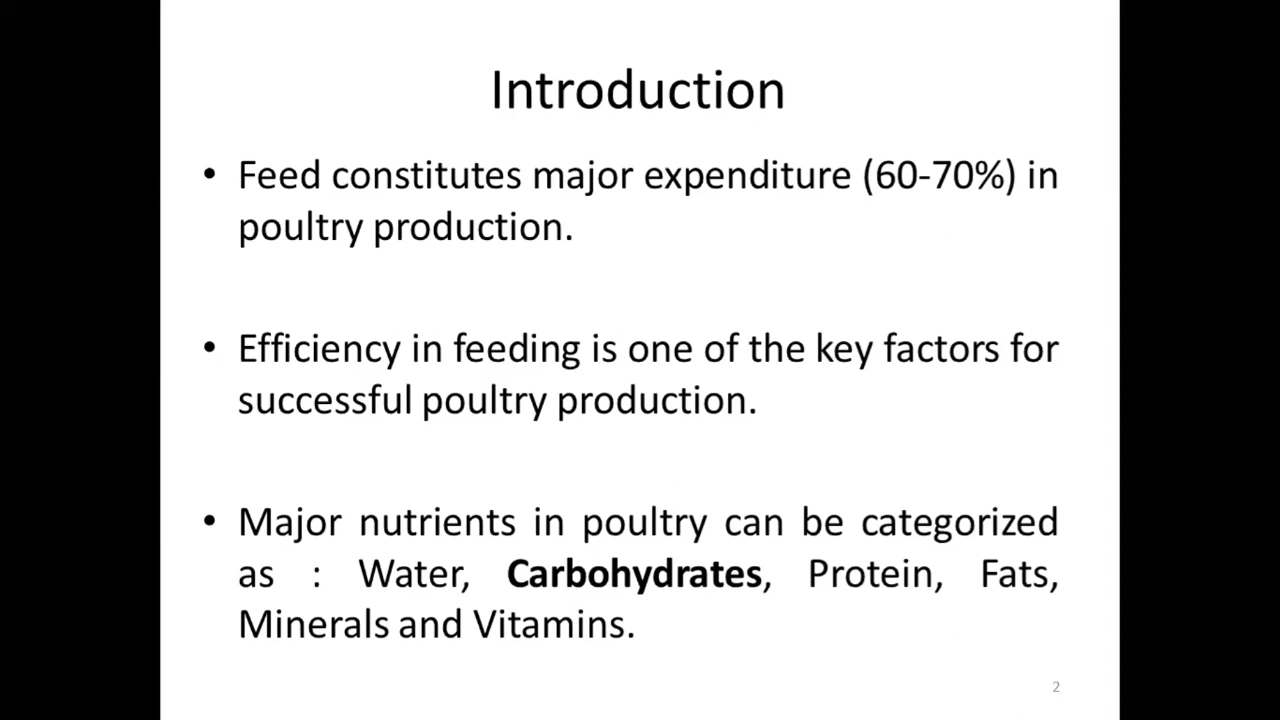 Introduction
• Feed constitutes major expenditure (60-70%) in
poultry production.
• Efficiency in feeding is one of the key factors for
successful poultry production.
• Major nutrients in poultry can be categorized
as : Water, Carbohydrates, Protein, Fats,
Minerals and Vitamins.
2